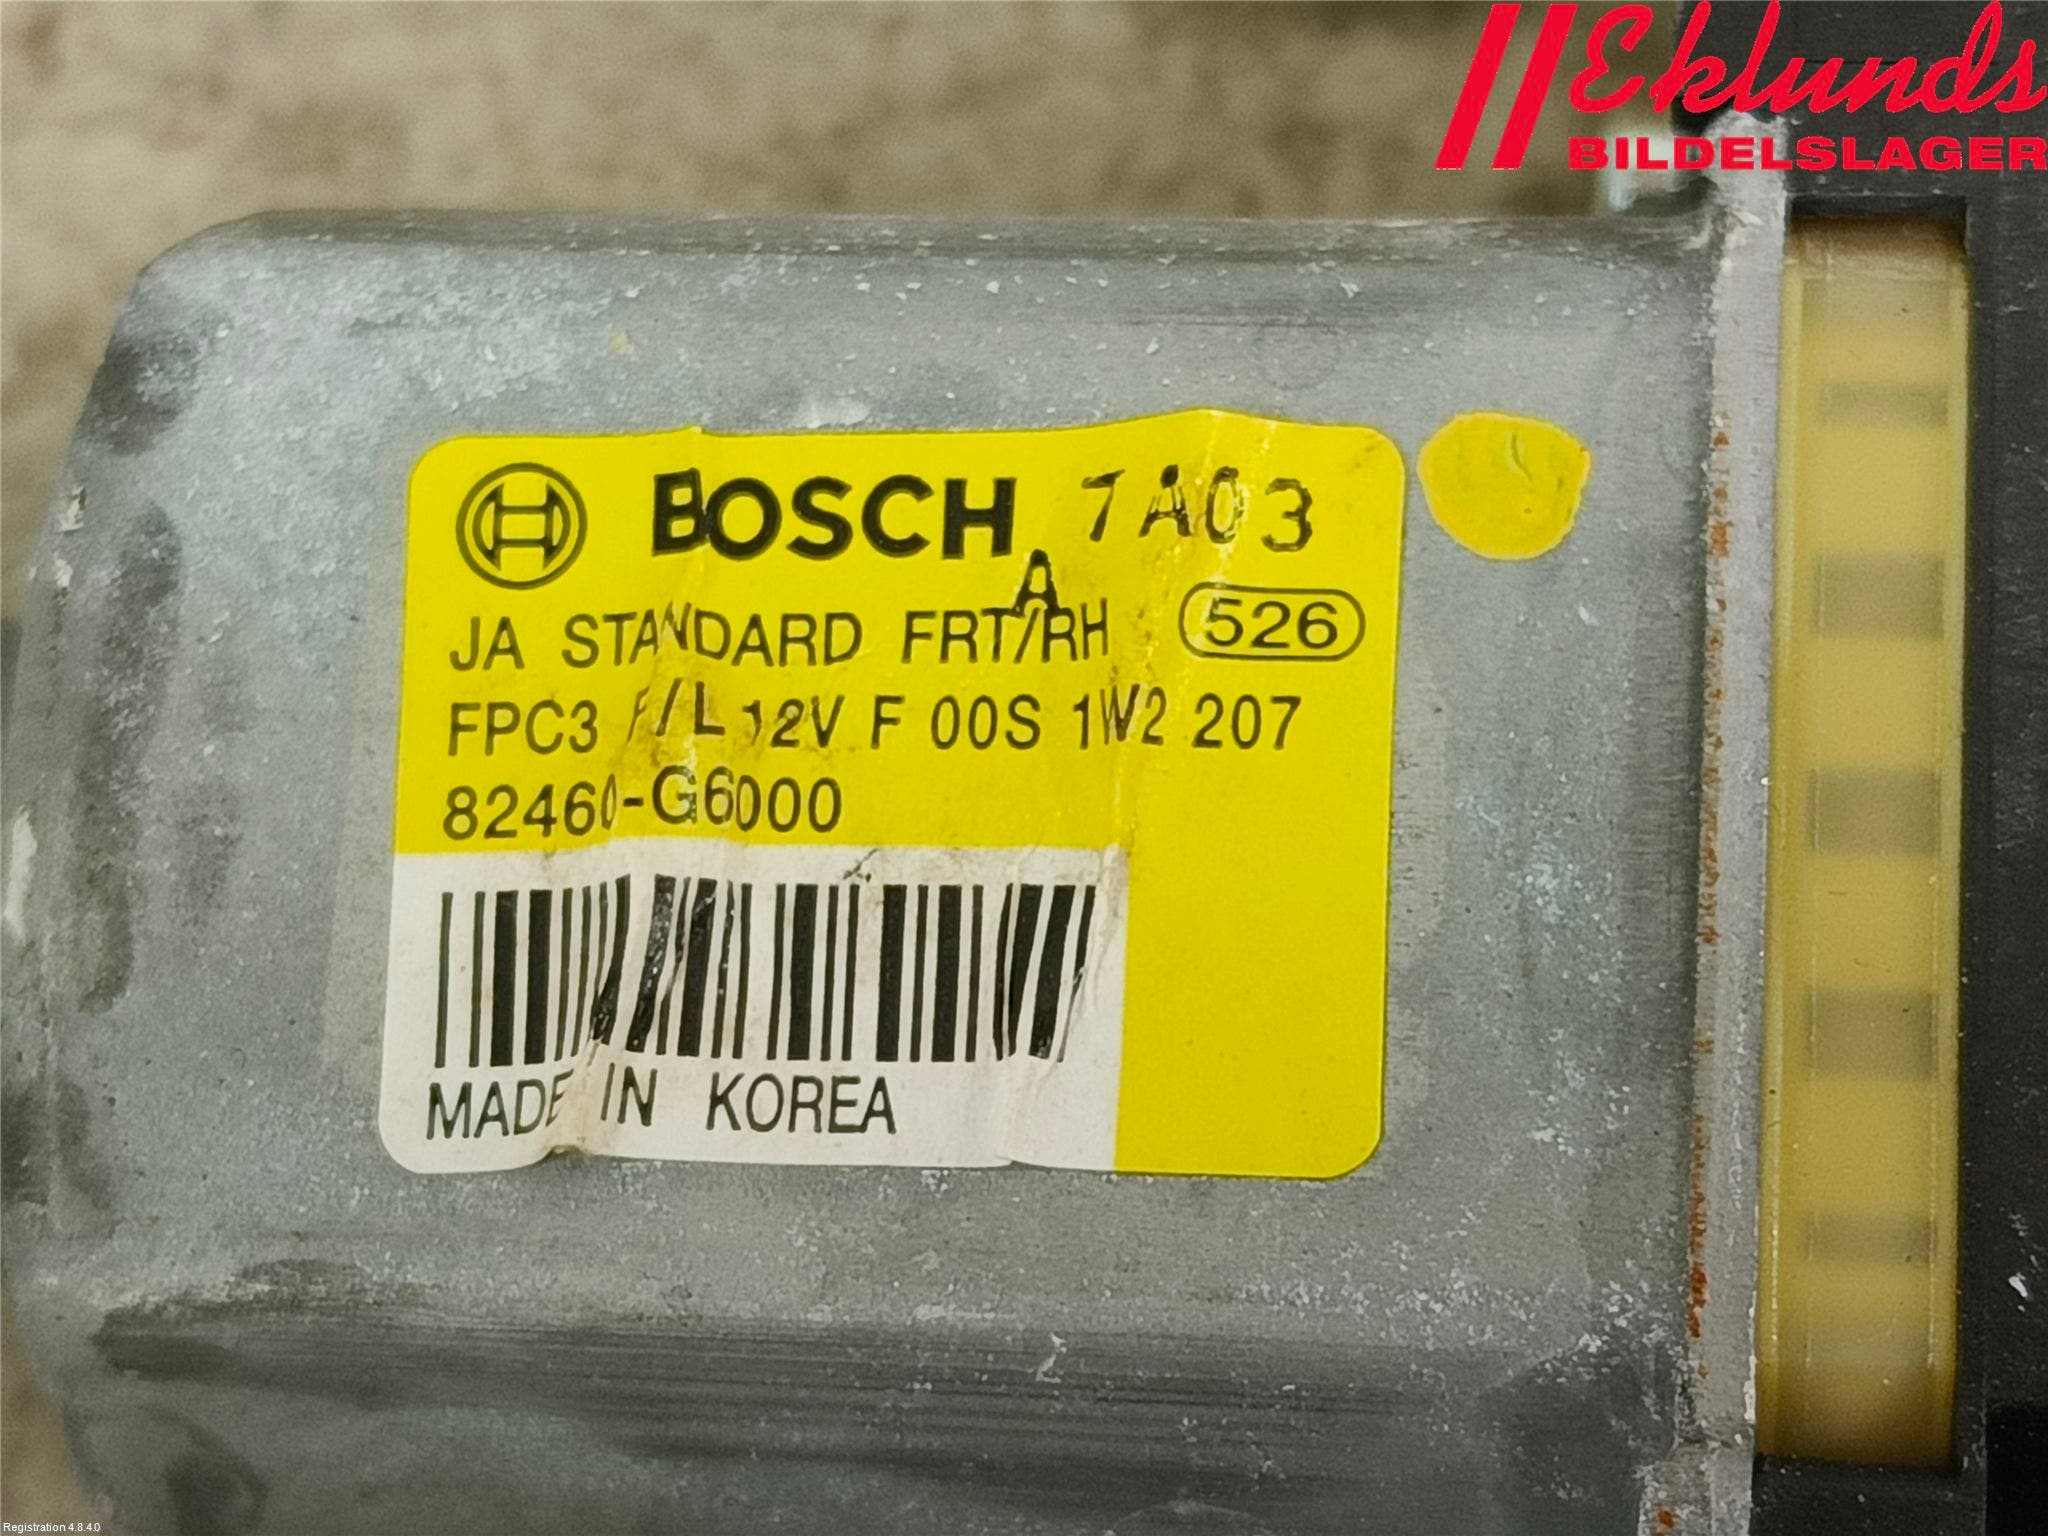 Eklunds
BILDELSLAGER
BOSCH 7A03
A
JA STANDARD FRT/RH 526
FPC3 F/L 12V F 00S 1W2 207
82460-G6000
MADE IN KOREA
Registration 4.8.4.0